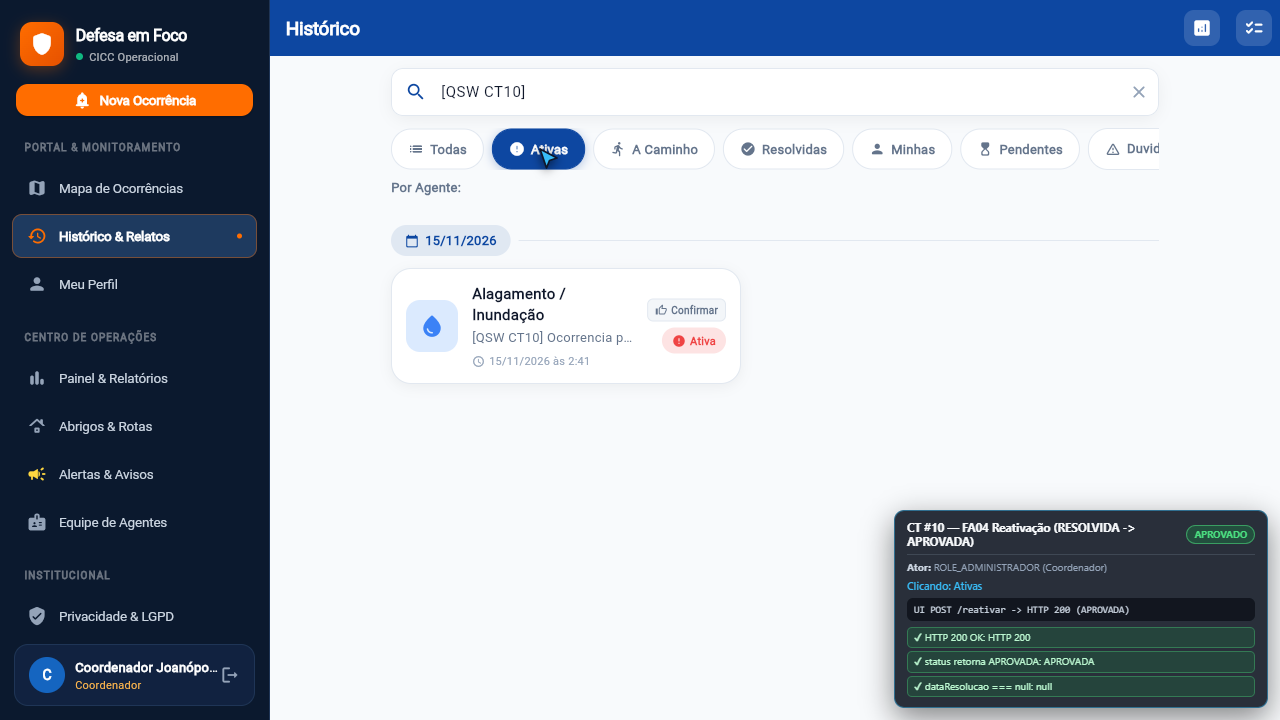 Defesa em Foco
CICC Operacional
Nova Ocorrência
PORTAL & MONITORAMENTO
Mapa de Ocorrências
Histórico & Relatos
Meu Perfil
CENTRO DE OPERAÇÕES
Painel & Relatórios
Abrigos & Rotas
Alertas & Avisos
Equipe de Agentes
INSTITUCIONAL
Privacidade & LGPD
C
Coordenador Joanópo...
Coordenador
Histórico
[QSW CT10]
Todas
Ativas
A Caminho
Resolvidas
Minhas
Pendentes
Duvid
Por Agente:
15/11/2026
Alagamento /
Inundação
[QSW CT10] Ocorrencia p...
15/11/2026 às 2:41
Confirmar
Ativa
CT #10 — FA04 Reativação (RESOLVIDA ->
APROVADA)
APROVADO
Ator: ROLE_ADMINISTRADOR (Coordenador)
Clicando: Ativas
UI POST /reativar -> HTTP 200 (APROVADA)
✓ HTTP 200 OK: HTTP 200
✓ status retorna APROVADA: APROVADA
✓ dataResolucao === null: null